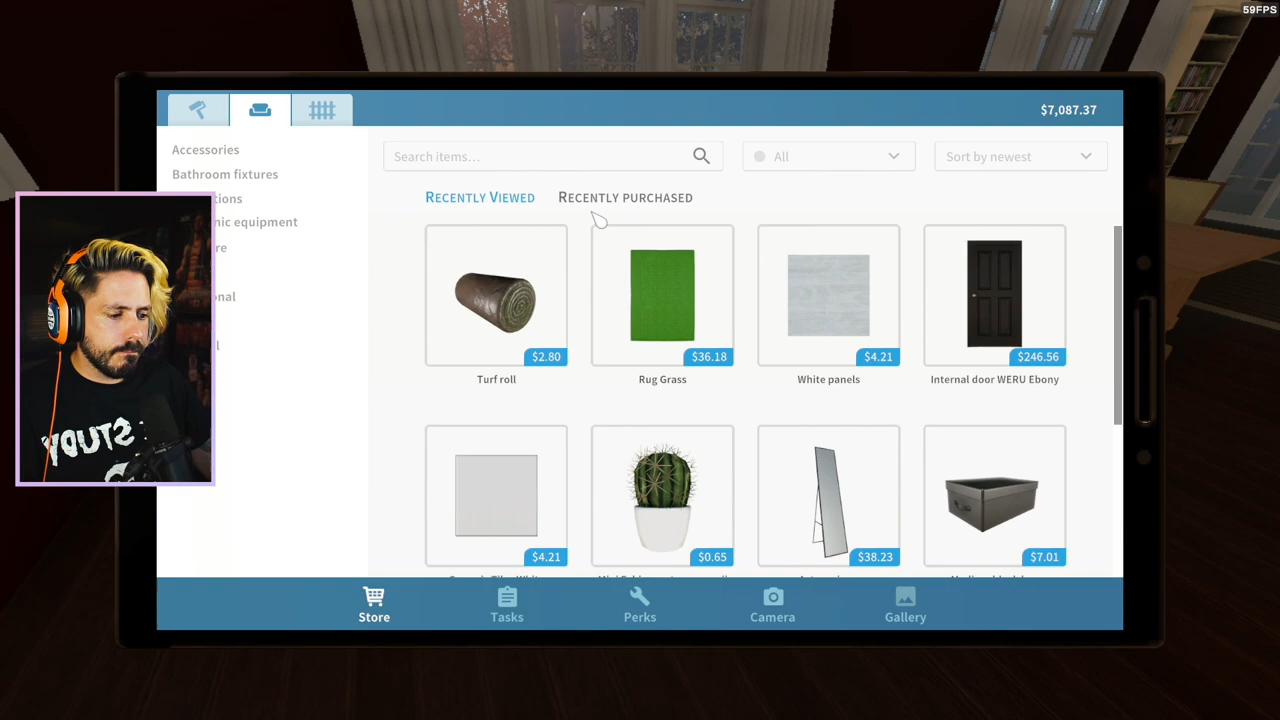 59FPS
$7,087.37
Accessories
Bathroom fixtures
Search items...
All
Sort by newest
RECENTLY VIEWED
RECENTLY PURCHASED
$2.80
$36.18
$4.21
$246.56
Turf roll
Rug Grass
White panels
Internal door WERU Ebony
$4.21
$0.65
$38.23
$7.01
STUDY
Store
Tasks
Perks
Camera
Gallery